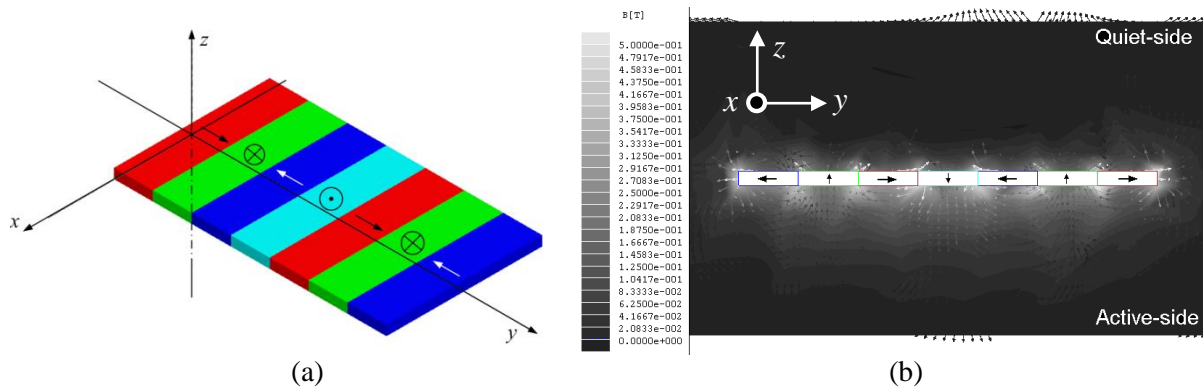 z
x
y
(a)
B[T]
5.0000e-001
4.7917e-001
4.5833e-001
4.3750e-001
4.1667e-001
3.9583e-001
3.7500e-001
3.5417e-001
3.3333e-001
3.1250e-001
2.9167e-001
2.7083e-001
2.5000e-001
2.2917e-001
2.0833e-001
1.8750e-001
1.6667e-001
1.4583e-001
1.2500e-001
1.0417e-001
8.3333e-002
6.2500e-002
4.1667e-002
2.0833e-002
0.0000e+000
Quiet-side
z
x
y
Active-side
(b)